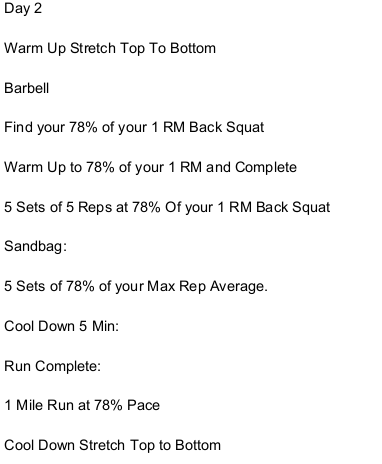 Day 2
Warm Up Stretch Top To Bottom
Barbell
Find your 78% of your 1 RM Back Squat
Warm Up to 78% of your 1 RM and Complete
5 Sets of 5 Reps at 78% Of your 1 RM Back Squat
Sandbag:
5 Sets of 78% of your Max Rep Average.
Cool Down 5 Min:
Run Complete:
1 Mile Run at 78% Pace
Cool Down Stretch Top to Bottom